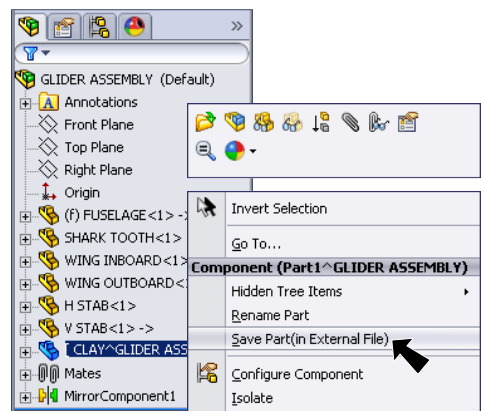 »
GLIDER ASSEMBLY (Default)
A Annotations
Front Plane
Top Plane
Right Plane
Origin
(f) FUSELAGE<1> ->
SHARK TOOTH<1>
WING INBOARD<1>
WING OUTBOARD<
H STAB<1>
V STAB<1> ->
[ CLAY^GLIDER ASS
Mates
MirrorComponent1
Invert Selection
Go To...
Component (Part1^GLIDER ASSEMBLY)
Hidden Tree Items
Rename Part
Save Part(in External File)
Configure Component
Isolate